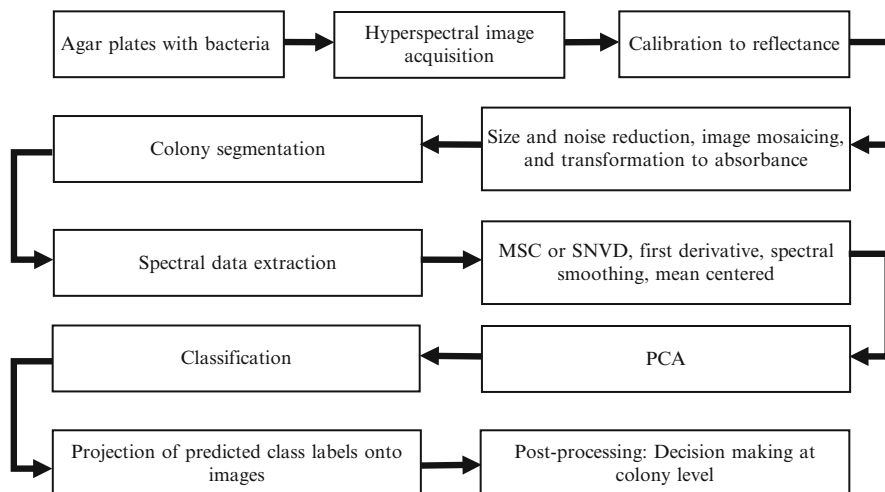 Agar plates with bacteria
Hyperspectral image
acquisition
Calibration to reflectance
Size and noise reduction, image mosaicing,
and transformation to absorbance
Colony segmentation
Spectral data extraction
MSC or SNVD, first derivative, spectral
smoothing, mean centered
PCA
Classification
Projection of predicted class labels onto
images
Post-processing: Decision making at
colony level